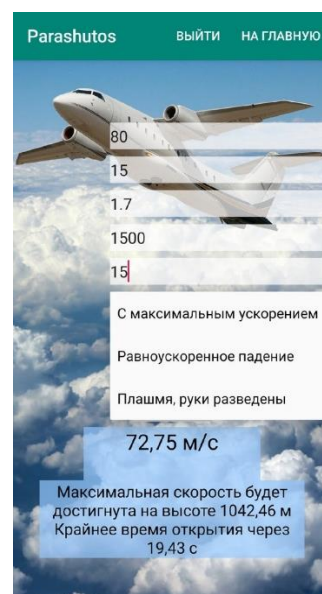 Parashutos ВЫЙТИ НА ГЛАВНУЮ
80
15
1.7
1500
15
С максимальным ускорением
Равноускоренное падение
Плашмя, руки разведены
72,75 м/с
Максимальная скорость будет
достигнута на высоте 1042,46 м
Крайнее время открытия через
19,43 с